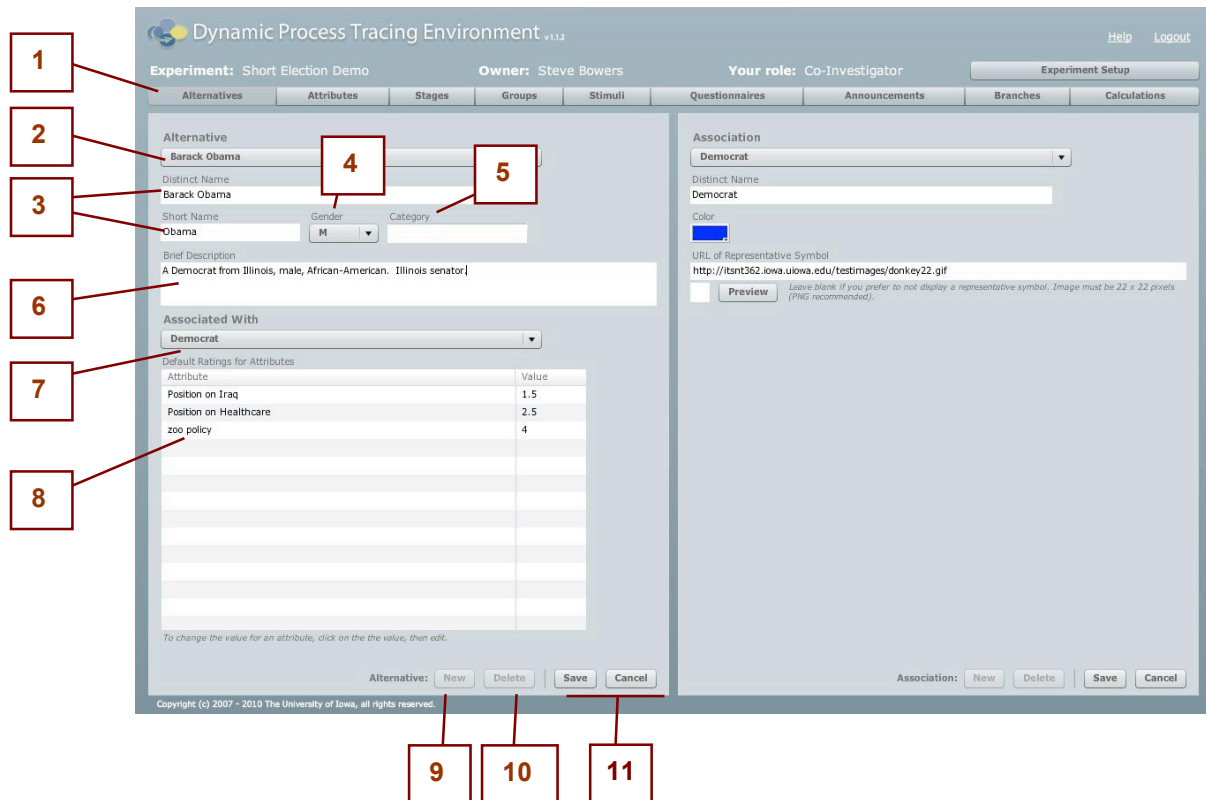 Dynamic Process Tracing Environment v1.1.2
Help Logout
Experiment: Short Election Demo Owner: Steve Bowers Your role: Co-Investigator Experiment Setup
Alternatives Attributes Stages Groups Stimuli Questionnaires Announcements Branches Calculations
1
2
3
4
5
6
7
8
9
10
11
Alternative
Barack Obama
Distinct Name
Barack Obama
Short Name Gender Category
Obama M
Brief Description
A Democrat from Illinois, male, African-American. Illinois senator.
Associated With
Democrat
Default Ratings for Attributes
Attribute Value
Position on Iraq 1.5
Position on Healthcare 2.5
zoo policy 4
To change the value for an attribute, click on the the value, then edit.
Alternative: New Delete Save Cancel
Association
Democrat
Distinct Name
Democrat
Color
URL of Representative Symbol
http://itsnt362.iowa.uiowa.edu/testimages/donkey22.gif
Preview
Leave blank if you prefer to not display a representative symbol. Image must be 22 x 22 pixels
(PNG recommended).
Association: New Delete Save Cancel
Copyright (c) 2007 - 2010 The University of Iowa, all rights reserved.